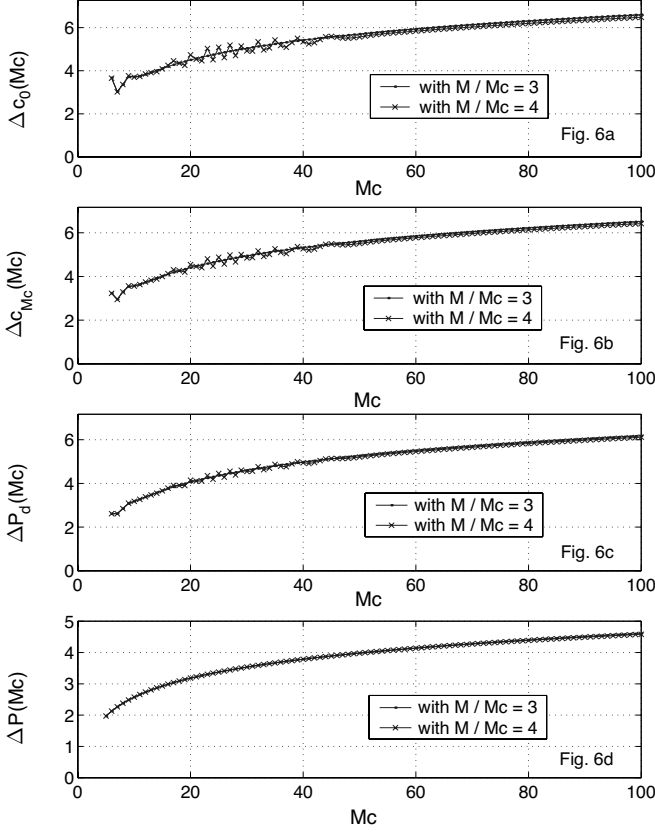 6
4
2
0
0 20 40 60 80 100
Δ c0(Mc)
Mc
with M / Mc = 3
with M / Mc = 4
Fig. 6a
6
4
2
0
0 20 40 60 80 100
Δ cMc(Mc)
Mc
with M / Mc = 3
with M / Mc = 4
Fig. 6b
6
4
2
0
0 20 40 60 80 100
Δ Pd(Mc)
Mc
with M / Mc = 3
with M / Mc = 4
Fig. 6c
5
4
3
2
1
0
0 20 40 60 80 100
Δ P(Mc)
Mc
with M / Mc = 3
with M / Mc = 4
Fig. 6d